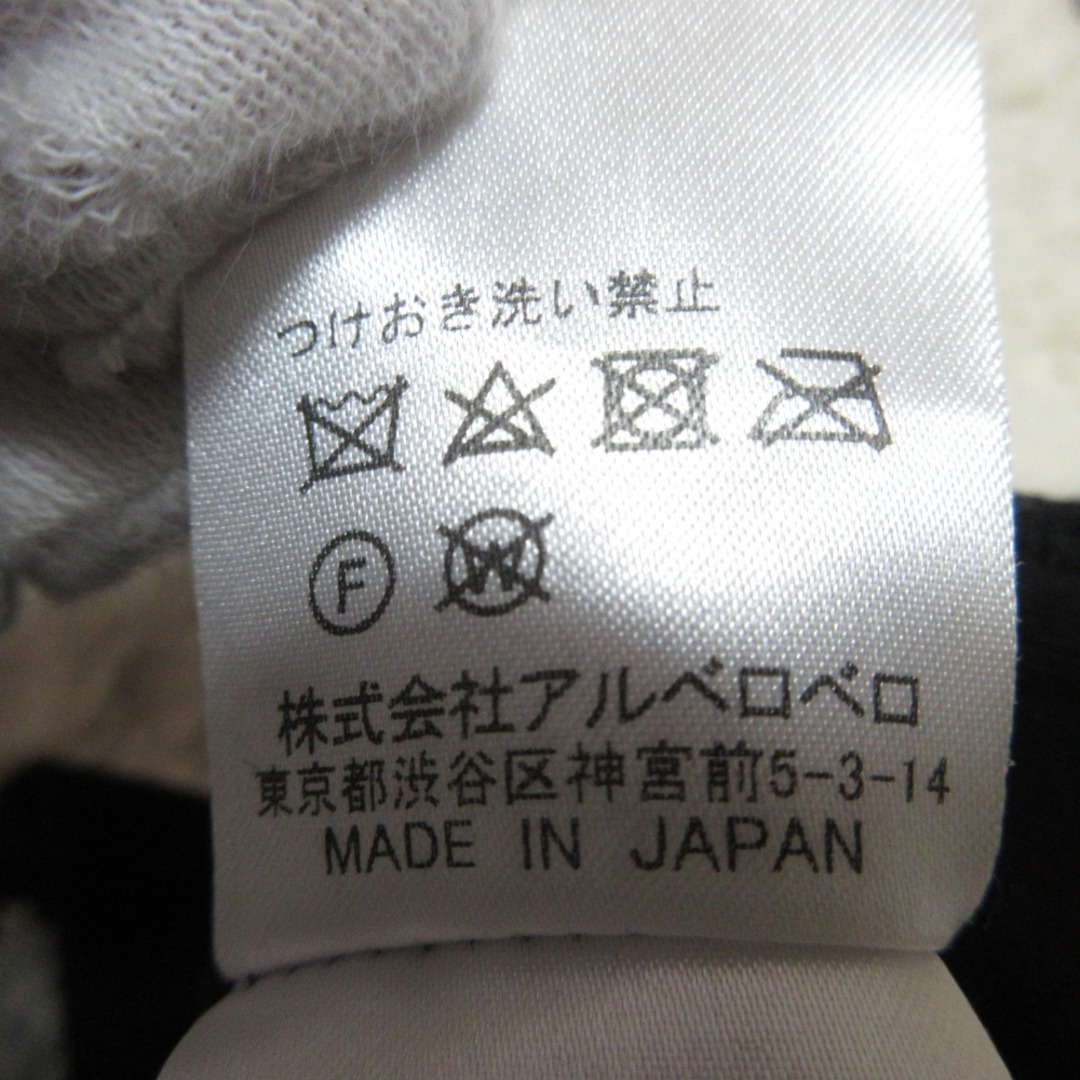 つけおき洗い禁止
F W
株式会社アルベロベロ
東京都渋谷区神宮前5-3-14
MADE IN JAPAN